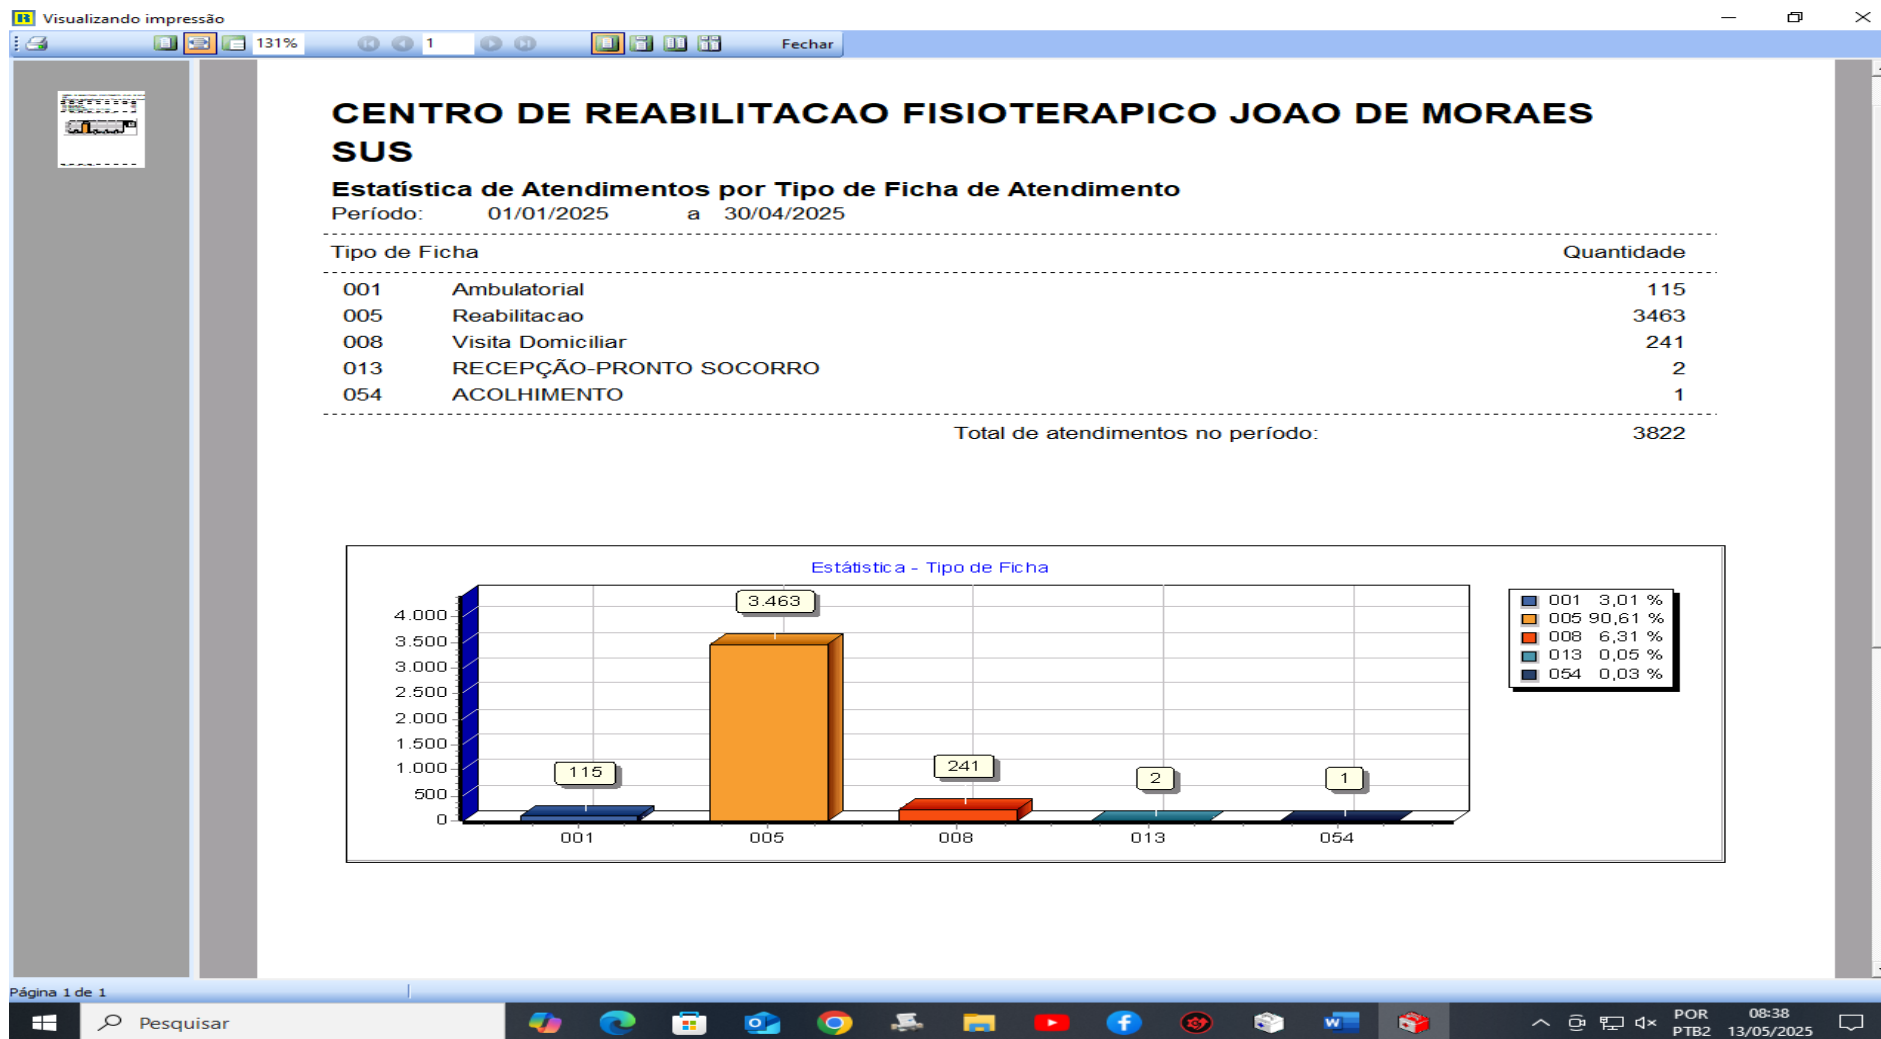 Visualizando impressão
131%
1
Fechar
CENTRO DE REABILITACAO FISIOTERAPICO JOAO DE MORAES
SUS
Estatística de Atendimentos por Tipo de Ficha de Atendimento
Período: 01/01/2025 a 30/04/2025
Tipo de Ficha Quantidade
001 Ambulatorial 115
005 Reabilitacao 3463
008 Visita Domiciliar 241
013 RECEPÇÃO-PRONTO SOCORRO 2
054 ACOLHIMENTO 1
Total de atendimentos no período: 3822
Estátistica - Tipo de Ficha
4.000
3.500
3.000
2.500
2.000
1.500
1.000
500
0
115
3.463
241
2
1
001 005 008 013 054
001 3,01 %
005 90,61 %
008 6,31 %
013 0,05 %
054 0,03 %
Página 1 de 1
Pesquisar
POR
PTB2
08:38
13/05/2025